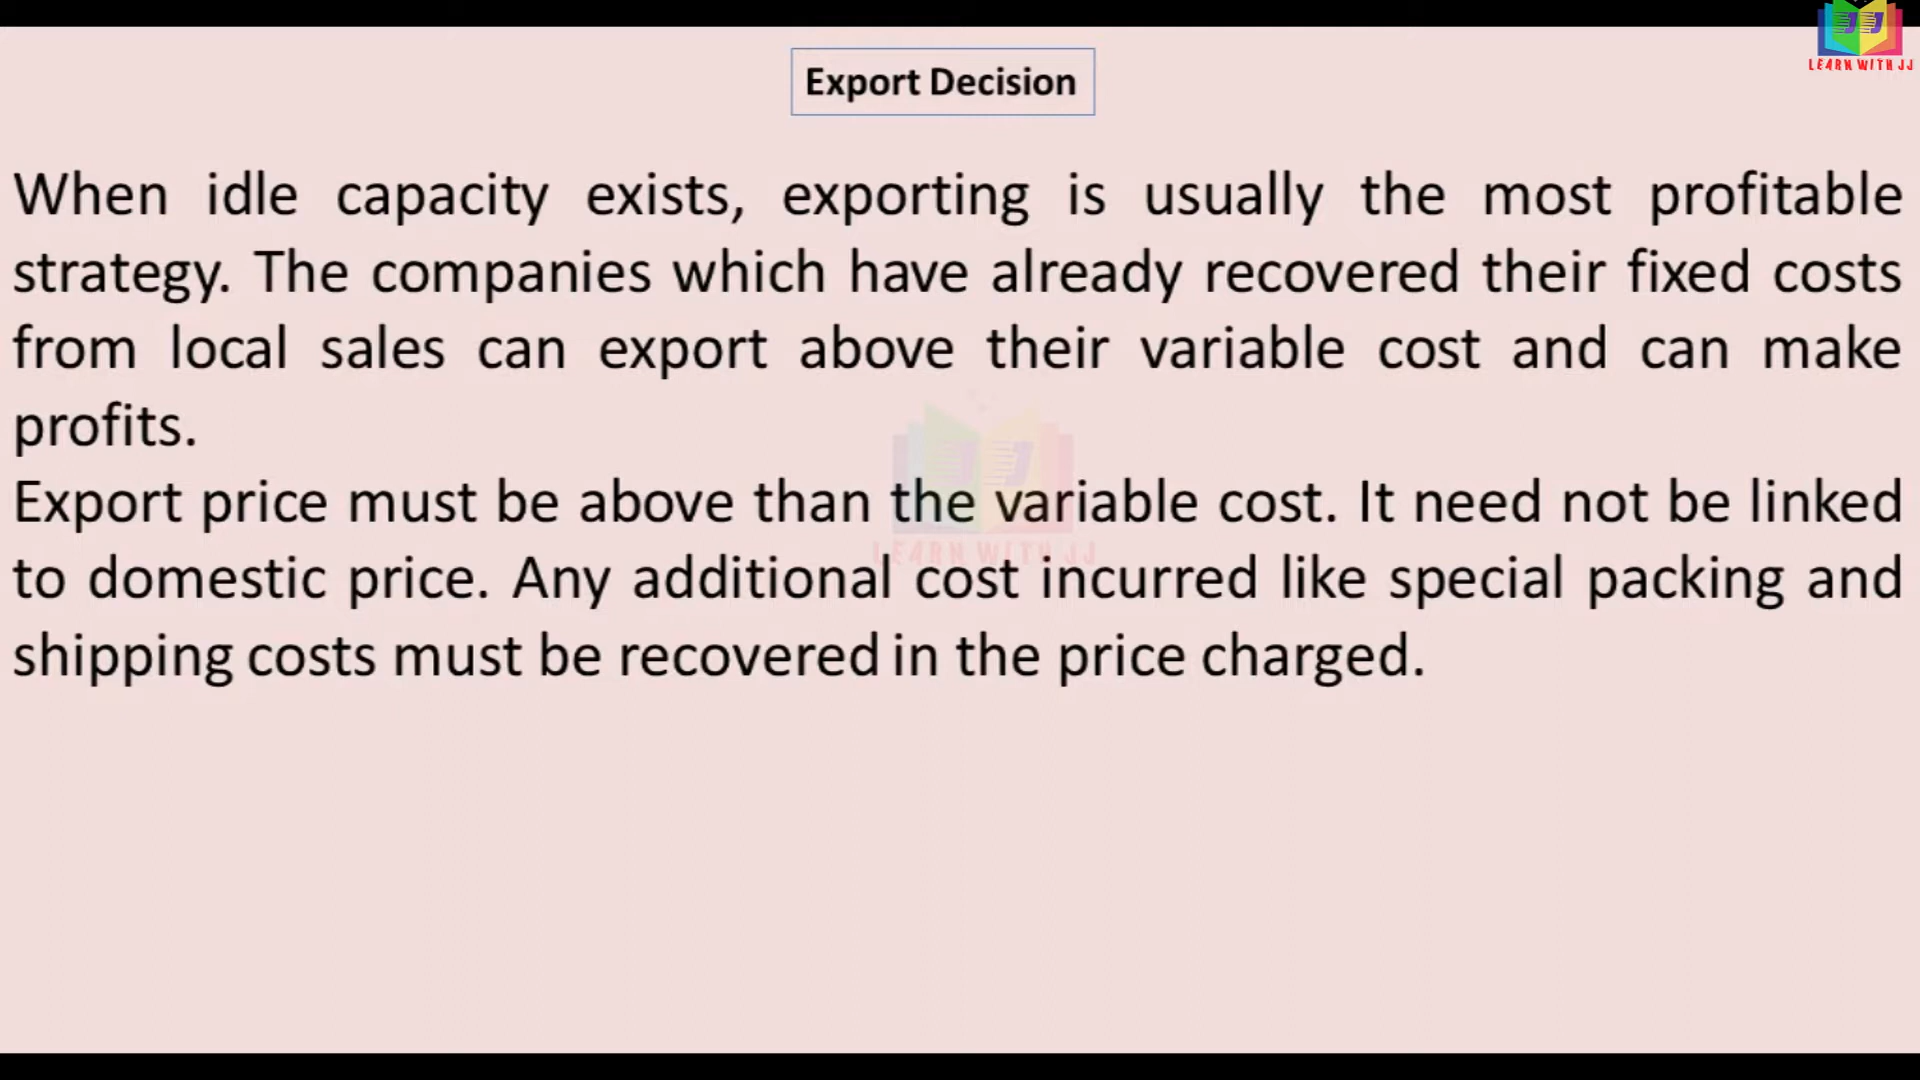 LEARN WITH JJ
Export Decision
When idle capacity exists, exporting is usually the most profitable
strategy. The companies which have already recovered their fixed costs
from local sales can export above their variable cost and can make
profits.
Export price must be above than the variable cost. It need not be linked
to domestic price. Any additional cost incurred like special packing and
shipping costs must be recovered in the price charged.
LEARN WITH JJ